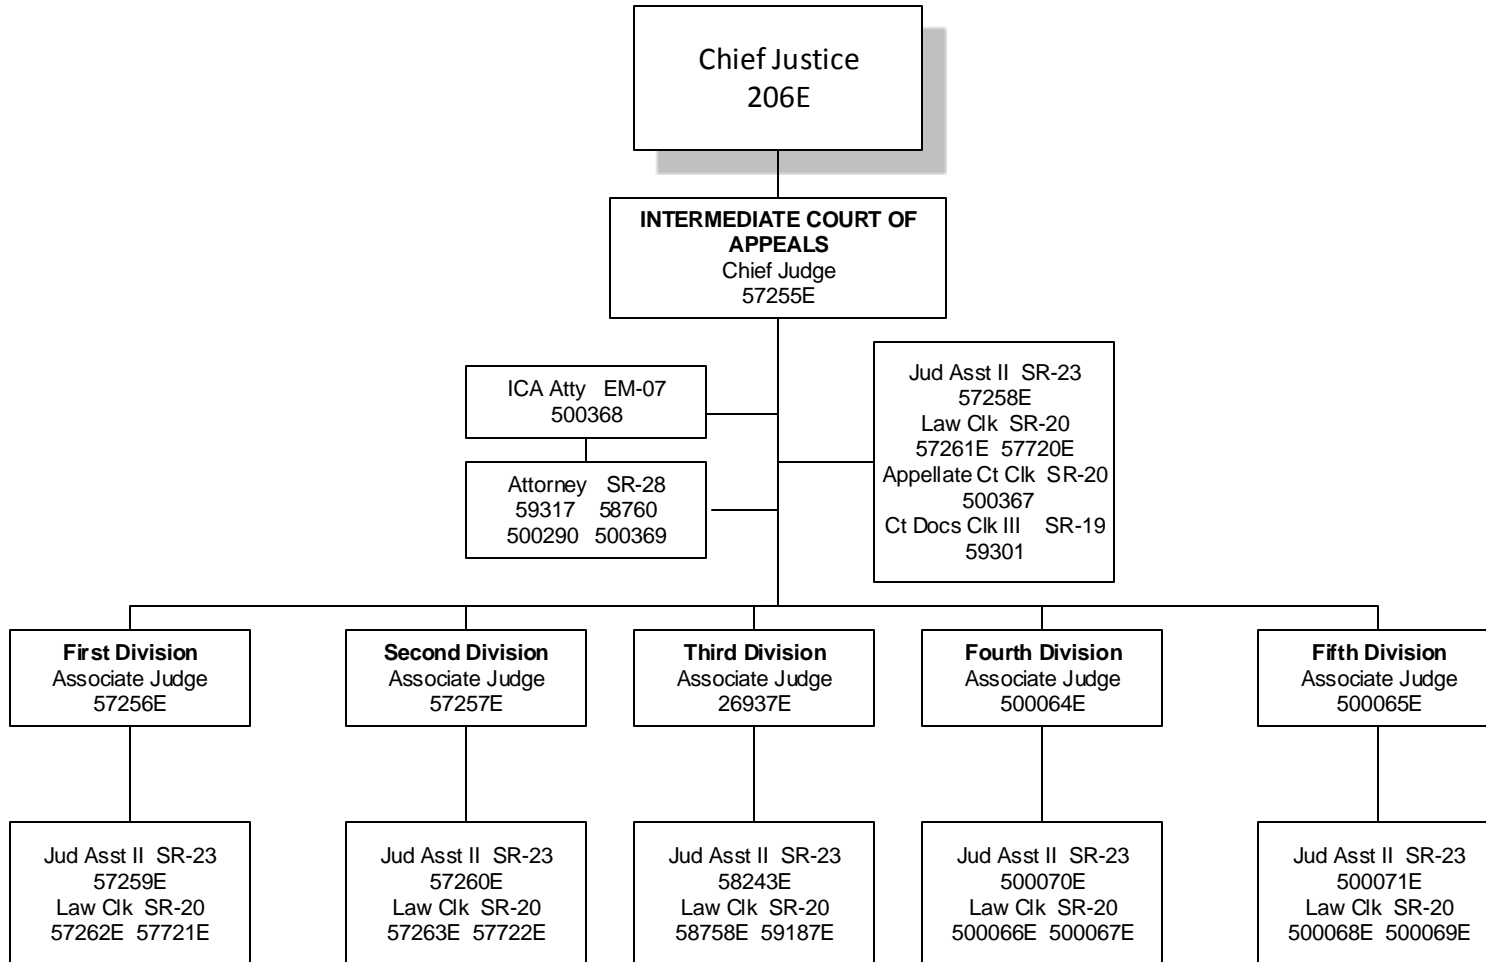 Chief Justice
206E
INTERMEDIATE COURT OF
APPEALS
Chief Judge
57255E
ICA Atty EM-07
500368
Attorney SR-28
59317 58760
500290 500369
Jud Asst II SR-23
57258E
Law Clk SR-20
57261E 57720E
Appellate Ct Clk SR-20
500367
Ct Docs Clk III SR-19
59301
First Division
Associate Judge
57256E
Second Division
Associate Judge
57257E
Third Division
Associate Judge
26937E
Fourth Division
Associate Judge
500064E
Fifth Division
Associate Judge
500065E
Jud Asst II SR-23
57259E
Law Clk SR-20
57262E 57721E
Jud Asst II SR-23
57260E
Law Clk SR-20
57263E 57722E
Jud Asst II SR-23
58243E
Law Clk SR-20
58758E 59187E
Jud Asst II SR-23
500070E
Law Clk SR-20
500066E 500067E
Jud Asst II SR-23
500071E
Law Clk SR-20
500068E 500069E